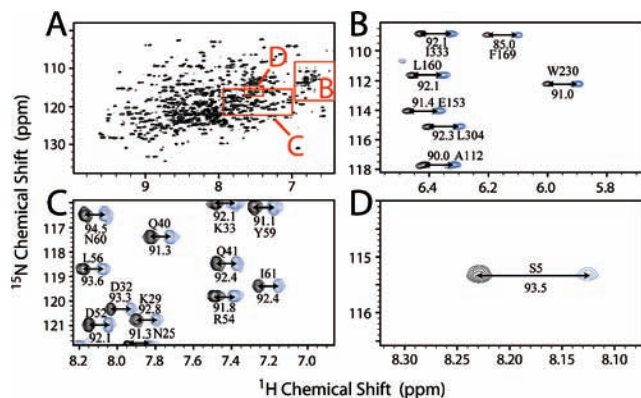 A
110
115
120
130
9
8
7
D
B
C
B
108
110
112
114
116
118
92.1
I333
85.0
F169
L160
92.1
W230
91.0
91.4 E153
92.3 L304
90.0 A112
6.4
6.2
6.0
5.8
C
117
118
119
120
121
94.5
N60
Q40
91.3
92.1
K33
91.1
Y59
L56
93.6
Q41
92.4
I61
92.4
D32
93.3
K29
92.8
91.8
R54
D52
92.1
91.3 N25
8.2
8.0
7.8
7.6
7.4
7.2
7.0
D
115
116
S5
93.5
8.30
8.25
8.20
8.15
8.10
15N Chemical Shift (ppm)
1H Chemical Shift (ppm)